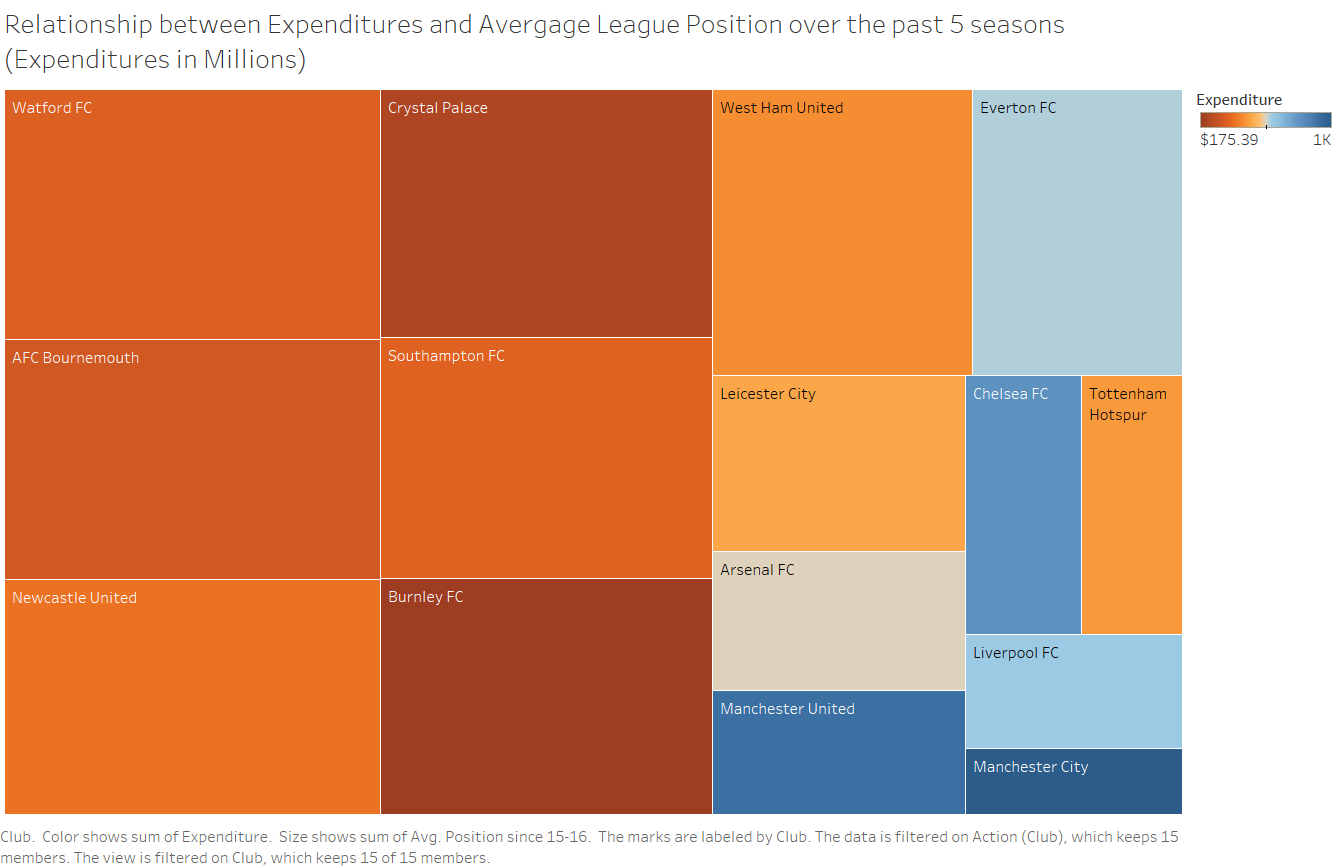 Relationship between Expenditures and Avergage League Position over the past 5 seasons
(Expenditures in Millions)
Watford FC
Crystal Palace
West Ham United
Everton FC
Expenditure
$175.39
1K
AFC Bournemouth
Southampton FC
Leicester City
Chelsea FC
Tottenham
Hotspur
Arsenal FC
Newcastle United
Burnley FC
Liverpool FC
Manchester United
Manchester City
Club.  Color shows sum of Expenditure.  Size shows sum of Avg. Position since 15-16.  The marks are labeled by Club. The data is filtered on Action (Club), which keeps 15
members. The view is filtered on Club, which keeps 15 of 15 members.